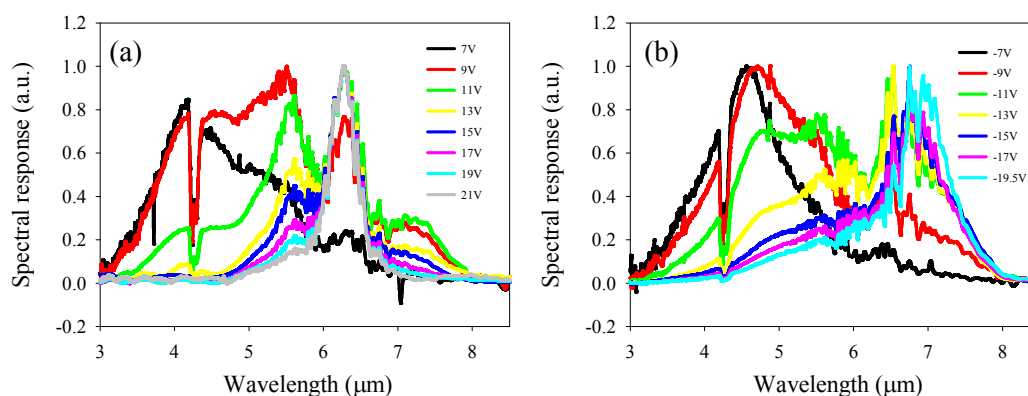 (a)
Spectral response (a.u.)
1.2
1.0
0.8
0.6
0.4
0.2
0.0
-0.2
3 4 5 6 7 8
Wavelength (μm)
7V
9V
11V
13V
15V
17V
19V
21V
(b)
Spectral response (a.u.)
1.2
1.0
0.8
0.6
0.4
0.2
0.0
-0.2
3 4 5 6 7 8
Wavelength (μm)
-7V
-9V
-11V
-13V
-15V
-17V
-19.5V